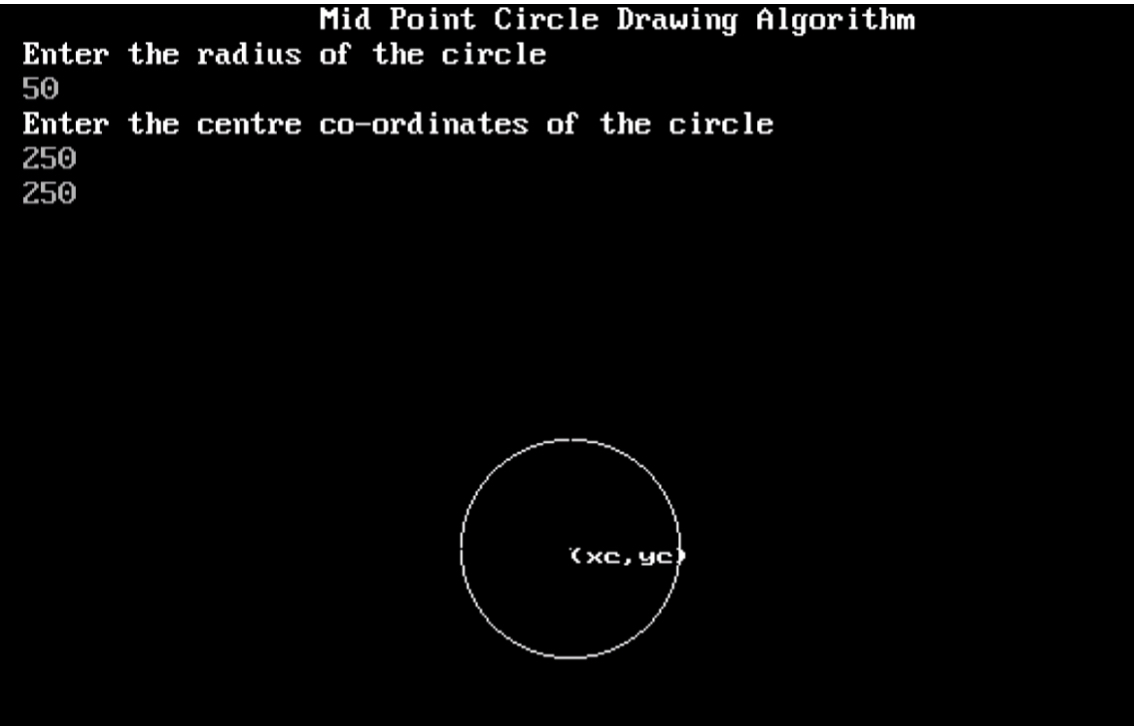 Mid Point Circle Drawing Algorithm
Enter the radius of the circle
50
Enter the centre co-ordinates of the circle
250
250
(xc,yc)